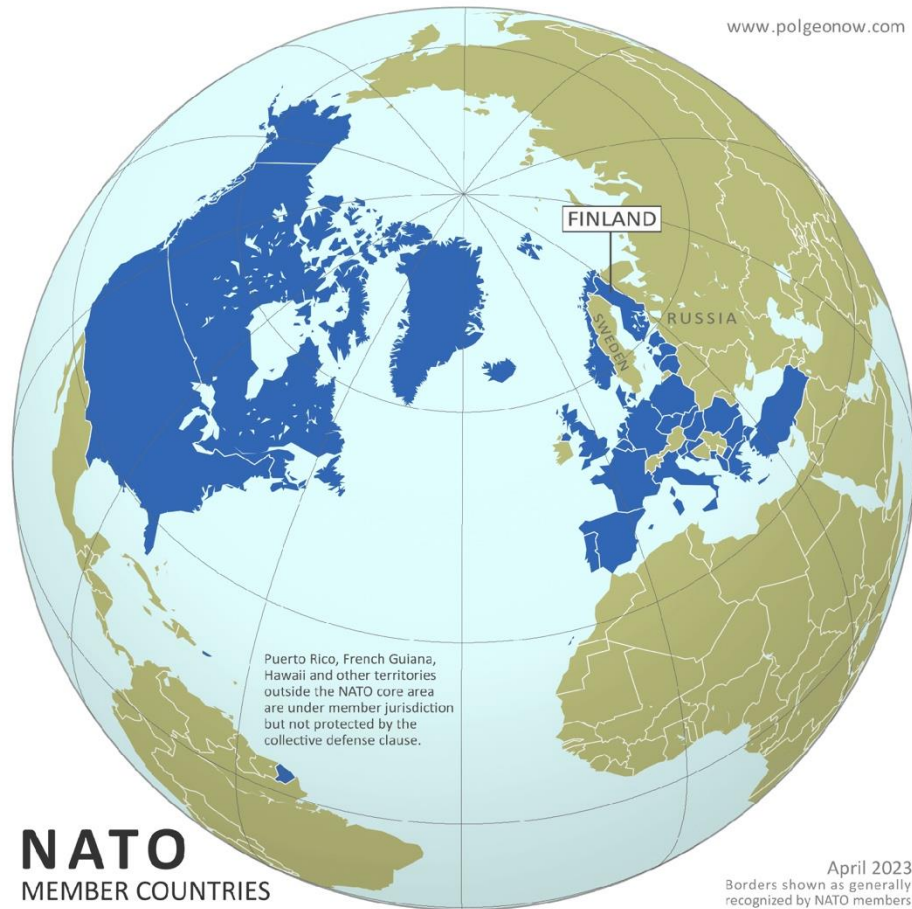 www.polgeonow.com
FINLAND
RUSSIA
SWEDEN
Puerto Rico, French Guiana,
Hawaii and other territories
outside the NATO core area
are under member jurisdiction
but not protected by the
collective defense clause.
NATO
MEMBER COUNTRIES
April 2023
Borders shown as generally
recognized by NATO members